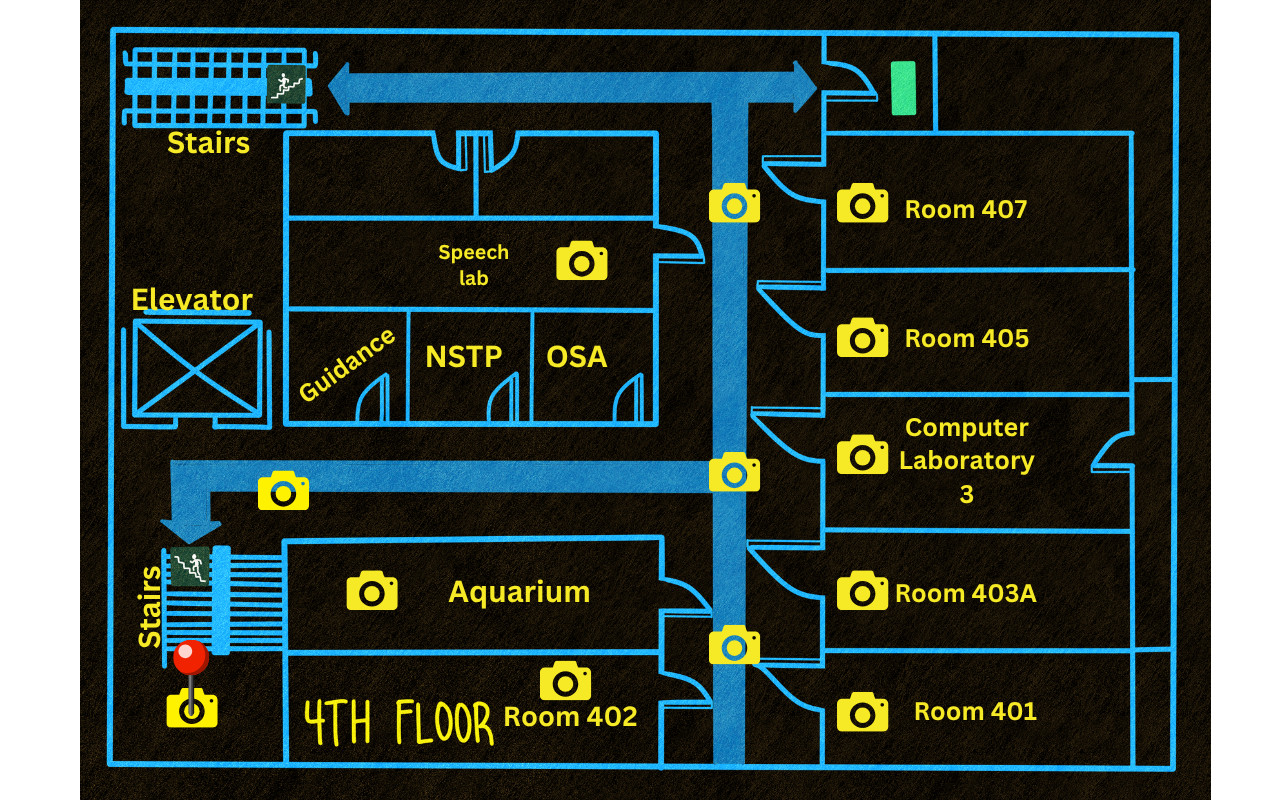 Stairs
Room 407
Speech
lab
Elevator
Guidance
NSTP
OSA
Room 405
Computer
Laboratory
3
Stairs
Aquarium
Room 403A
4TH FLOOR
Room 402
Room 401